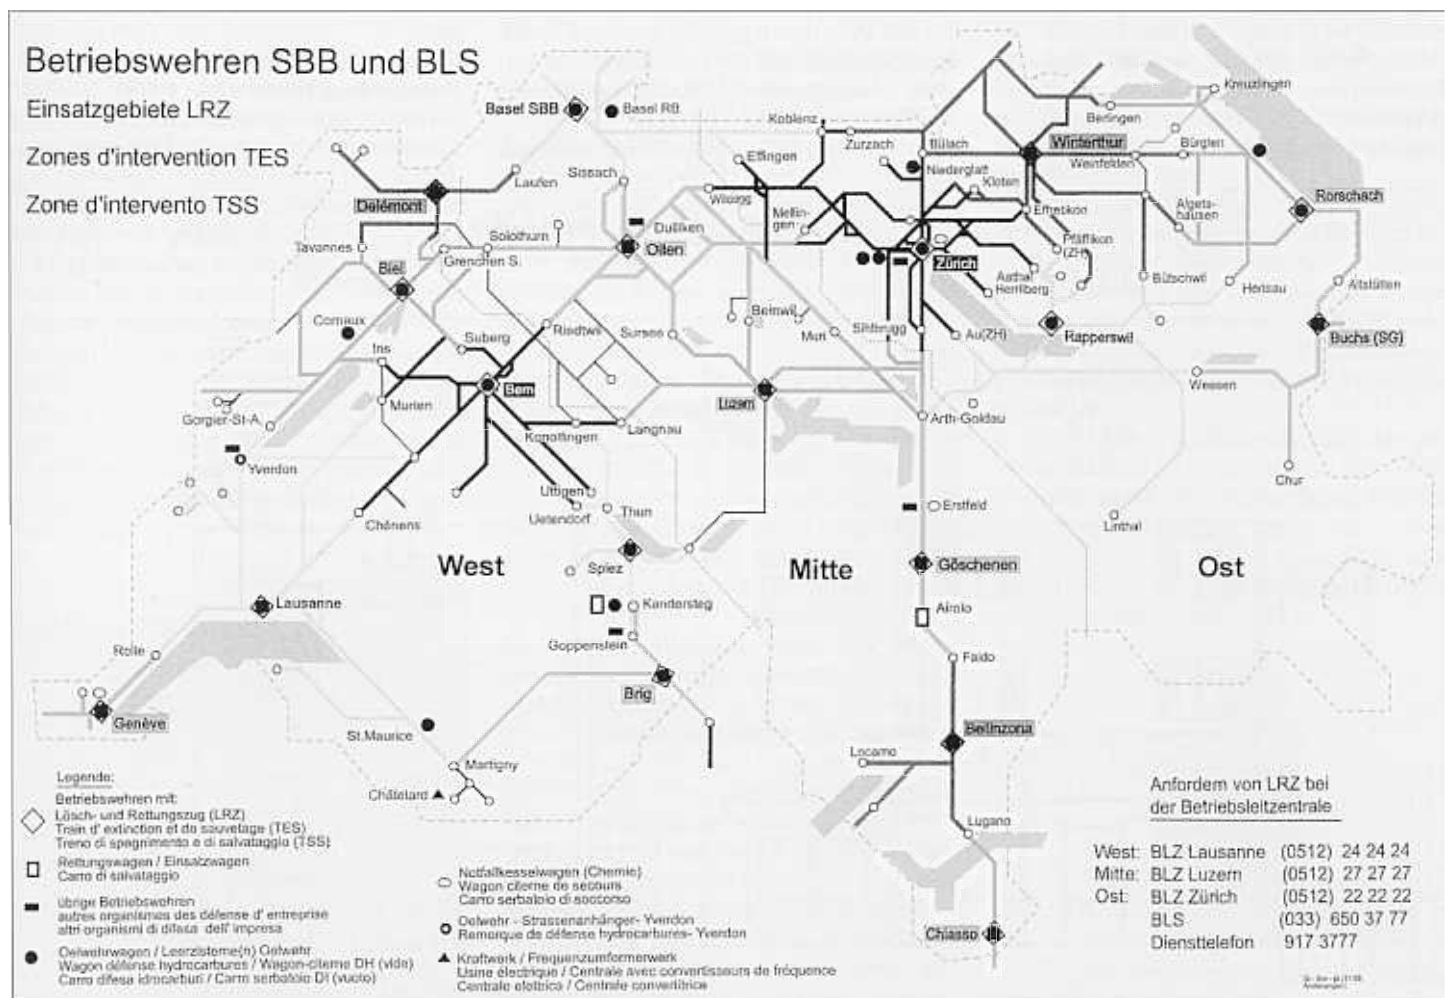 Betriebswehren SBB und BLS
Einsatzgebiete LRZ
Zones d'intervention TES
Zone d'intervento TSS
Basel SBB
Basel RB
Koblenz
Zurzach
Bülach
Winterthur
Berlingen
Kreuzlingen
Effingen
Niederglatt
Weinfelden
Bürglen
Sissach
Laufen
Kloten
Rorschach
Delémont
Wildegg
Mellin-
gen
Effretikon
Algets-
hausen
Dulliken
Solothurn
Olten
Tavannes
Grenchen S.
Zürich
Pfäffikon
(ZH)
Biel
Aathal
Herrliberg
Bütschwil
Herisau
Altstätten
Cornaux
Suberg
Riedtwil
Sursee
Beinwil
Muri
Sihlbrugg
Au(ZH)
Rapperswil
Buchs (SG)
Ins
Bern
Luzern
Weesen
Murten
Gorgier-St-A.
Konolfingen
Langnau
Arth-Goldau
Yverdon
Chur
Uttigen
Uetendorf
Thun
Chénens
Erstfeld
Linthal
West
Mitte
Ost
Spiez
Göschenen
Lausanne
Kandersteg
Airolo
Rolle
Goppenstein
Faido
Brig
Genève
St.Maurice
Bellinzona
Locarno
Martigny
Châtelard
Lugano
Chiasso
Legende:
Betriebswehren mit:
Lösch- und Rettungszug (LRZ)
Train d' extinction et de sauvetage (TES)
Treno di spegnimento e di salvataggio (TSS)
Rettungswagen / Einsatzwagen
Carro di salvataggio
übrige Betriebswehren
autres organismes des défense d' entreprise
altri organismi di difesa dell' impresa
Oelwehrwagen / Leerzisterne(n) Oelwehr
Wagon défense hydrocarbures / Wagon-citerne DH (vide)
Carro difesa idrocarburi / Carro serbatoio DI (vuoto)
Notfallkesselwagen (Chemie)
Wagon citerne de secours
Carro serbatoio di soccorso
Oelwehr - Strassenanhänger- Yverdon
Remorque de défense hydrocarbures- Yverdon
Kraftwerk / Frequenzumformerwerk
Usine électrique / Centrale avec convertisseurs de fréquence
Centrale elettrica / Centrale convertitrice
Anfordern von LRZ bei
der Betriebsleitzentrale
West: BLZ Lausanne (0512) 24 24 24
Mitte: BLZ Luzern (0512) 27 27 27
Ost: BLZ Zürich (0512) 22 22 22
BLS (033) 650 37 77
Diensttelefon 917 3777